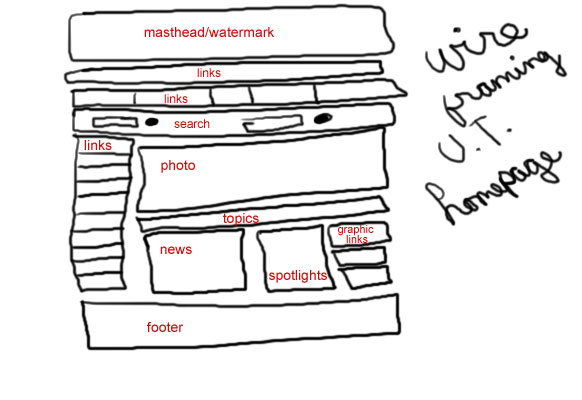 masthead/watermark
links
links
search
links
photo
topics
news
spotlights
graphic
links
footer
wire
framing
U.T.
homepage